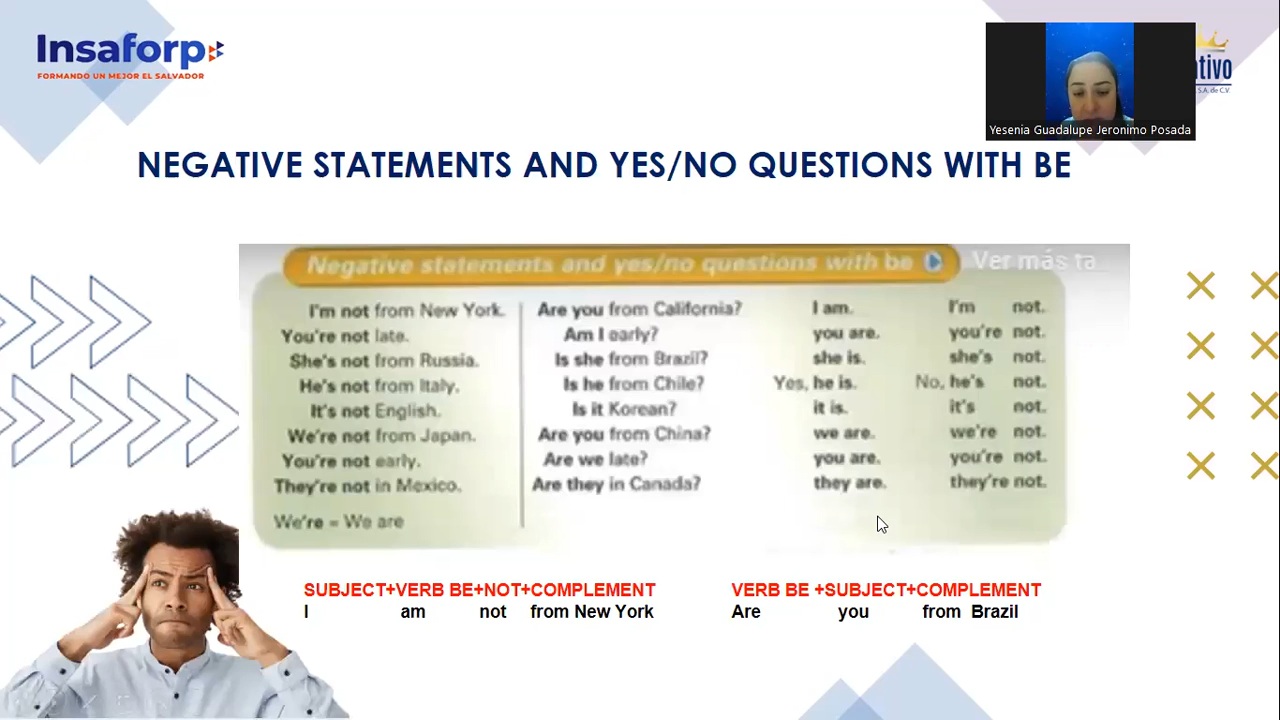 Insaforp
FORMANDO UN MEJOR EL SALVADOR
tivo
S.A. de C.V.
Yesenia Guadalupe Jeronimo Posada
NEGATIVE STATEMENTS AND YES/NO QUESTIONS WITH BE
Negative statements and yes/no questions with be Ver más ta
I'm not from New York. Are you from California? I am. I'm not.
You're not late. Am I early? you are. you're not.
She's not from Russia. Is she from Brazil? she is. she's not.
He's not from Italy. Is he from Chile? Yes, he is. No, he's not.
It's not English. Is it Korean? it is. it's not.
We're not from Japan. Are you from China? we are. we're not.
You're not early. Are we late? you are. you're not.
They're not in Mexico. Are they in Canada? they are. they're not.
We're = We are
SUBJECT+VERB BE+NOT+COMPLEMENT VERB BE +SUBJECT+COMPLEMENT
I am not from New York Are you from Brazil